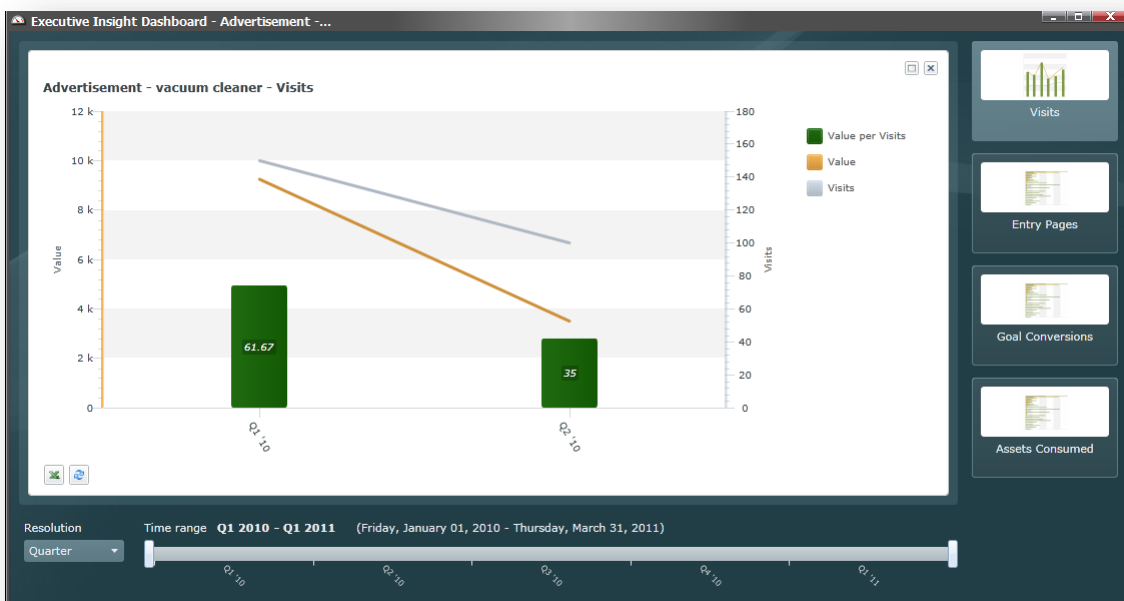 Executive Insight Dashboard - Advertisement -...
Advertisement - vacuum cleaner - Visits
12 k
10 k
8 k
6 k
4 k
2 k
0
Value
61.67
35
Q1 '10
Q2 '10
180
160
140
120
100
80
60
40
20
0
Visits
Value per Visits
Value
Visits
Visits
Entry Pages
Goal Conversions
Assets Consumed
Resolution
Quarter
Time range Q1 2010 - Q1 2011 (Friday, January 01, 2010 - Thursday, March 31, 2011)
Q1 '10
Q2 '10
Q3 '10
Q4 '10
Q1 '11